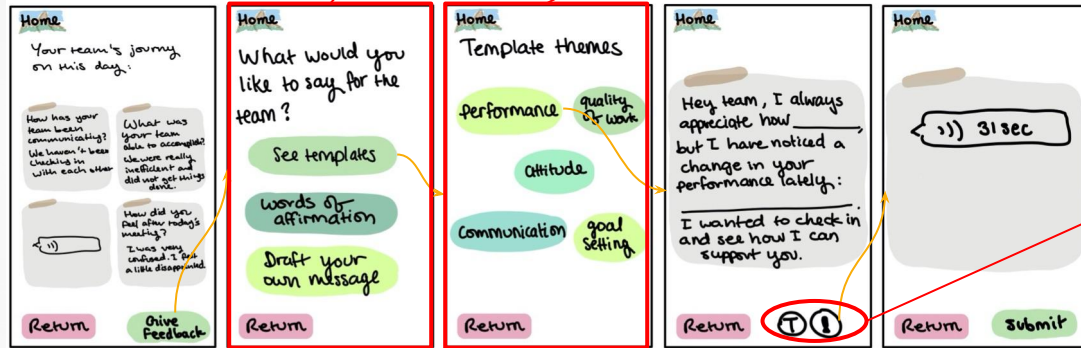 Home
Your team's journy
on this day:
How has your
team been
communicating?
We haven't been
checking in
with each other
What was
your team
able to accomplish?
We were really
inefficient and
did not get things
done.
How did you
feel after today's
meeting?
I was very
confused. I felt
a little disappointed.
Return
Give
Feedback
Home
What would you
like to say for the
team?
See templates
words of
affirmation
Draft your
own message
Return
Home
Template themes
performance
quality
of work
attitude
Communication
goal
setting
Return
Home
Hey team, I always
appreciate how ________,
but I have noticed a
change in your
performance lately:
________________.
I wanted to check in
and see how I can
support you.
Return
T
Home
31 sec
Return
submit